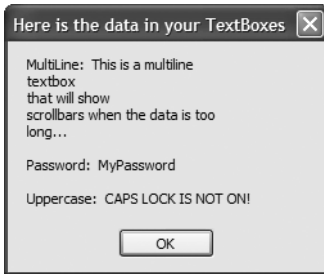 Here is the data in your TextBoxes
MultiLine: This is a multiline
textbox
that will show
scrollbars when the data is too
long...
Password: MyPassword
Uppercase: CAPS LOCK IS NOT ON!
OK